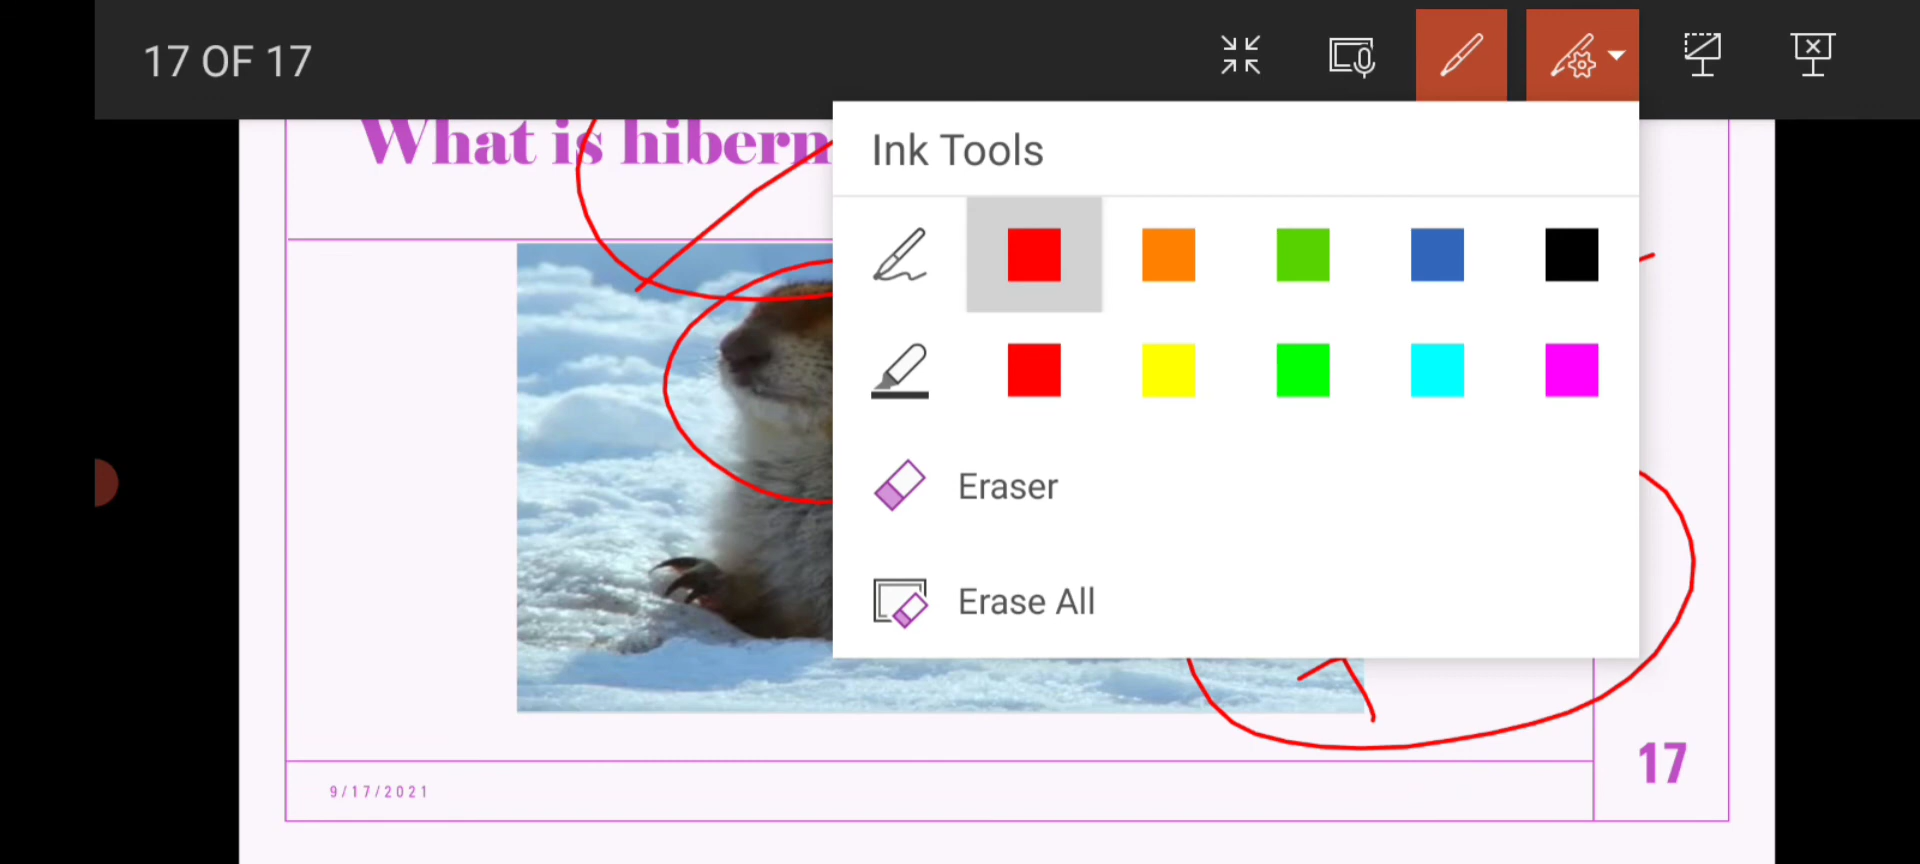 17 OF 17
What is hibern
Ink Tools
Eraser
Erase All
17
9/17/2021